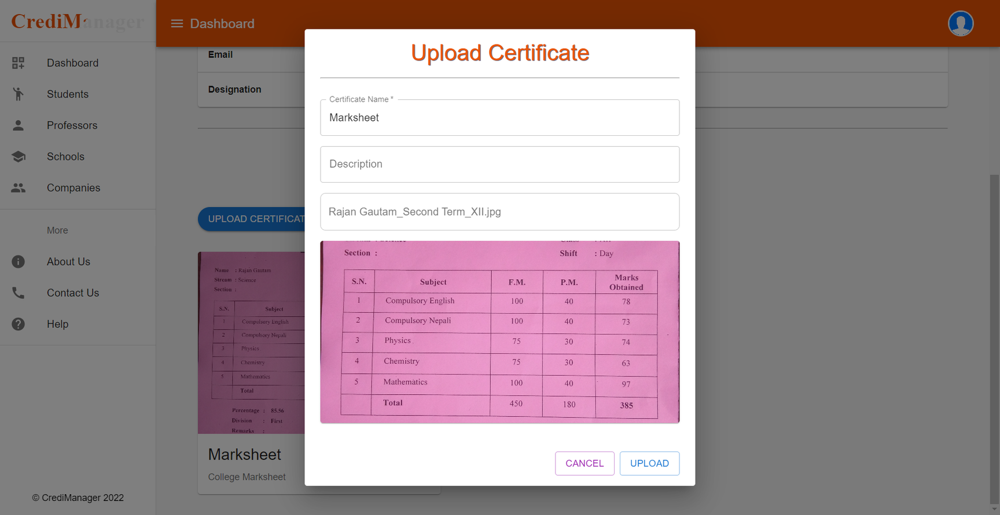 CrediManager
Dashboard
Dashboard
Students
Professors
Schools
Companies
More
About Us
Contact Us
Help
© CrediManager 2022
Email
Designation
UPLOAD CERTIFICAT
Name : Rajan Gautam
Stream : Science
Section :
S.N. Subject
1 Compulsory English
2 Compulsory Nepali
3 Physics
4 Chemistry
5 Mathematics
Total
Percentage : 85.56
Division : First
Remarks :
Marksheet
College Marksheet
Upload Certificate
Certificate Name *
Marksheet
Description
Rajan Gautam_Second Term_XII.jpg
Section : Shift : Day
S.N. Subject F.M. P.M. Marks Obtained
1 Compulsory English 100 40 78
2 Compulsory Nepali 100 40 73
3 Physics 75 30 74
4 Chemistry 75 30 63
5 Mathematics 100 40 97
Total 450 180 385
CANCEL UPLOAD